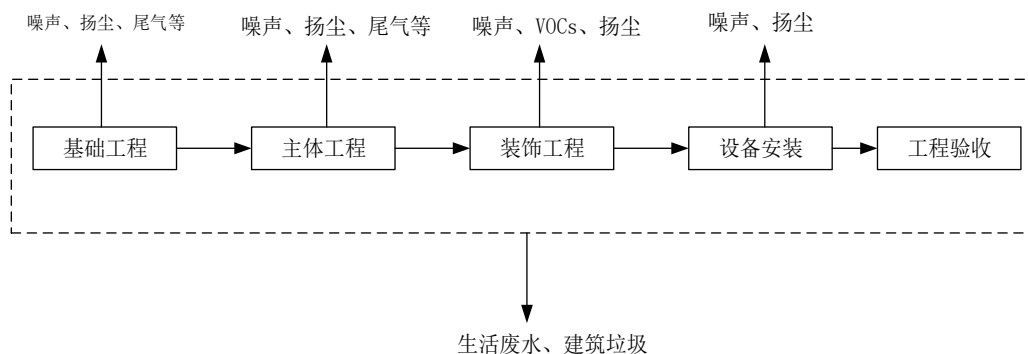 噪声、扬尘、尾气等
噪声、扬尘、尾气等
噪声、VOCs、扬尘
噪声、扬尘
基础工程
主体工程
装饰工程
设备安装
工程验收
生活废水、建筑垃圾